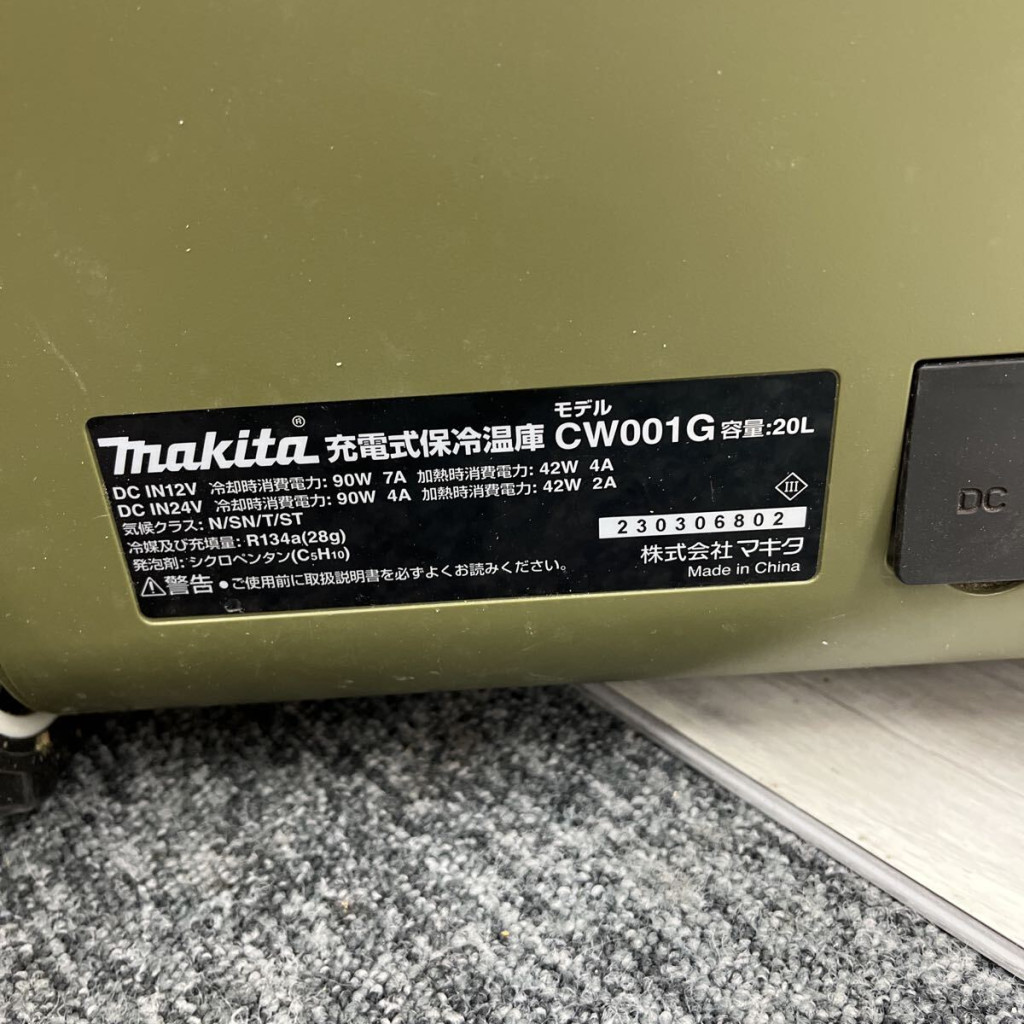 makita® 充電式保冷温庫 モデル CW001G 容量:20L
DC IN12V 冷却時消費電力: 90W 7A 加熱時消費電力: 42W 4A
DC IN24V 冷却時消費電力: 90W 4A 加熱時消費電力: 42W 2A
気候クラス: N/SN/T/ST
冷媒及び充填量: R134a(28g)
発泡剤: シクロペンタン(C₅H₁₀)
⚠警告 ●ご使用前に取扱説明書を必ずよくお読みください。
III
230306802
株式会社 マキタ
Made in China
DC